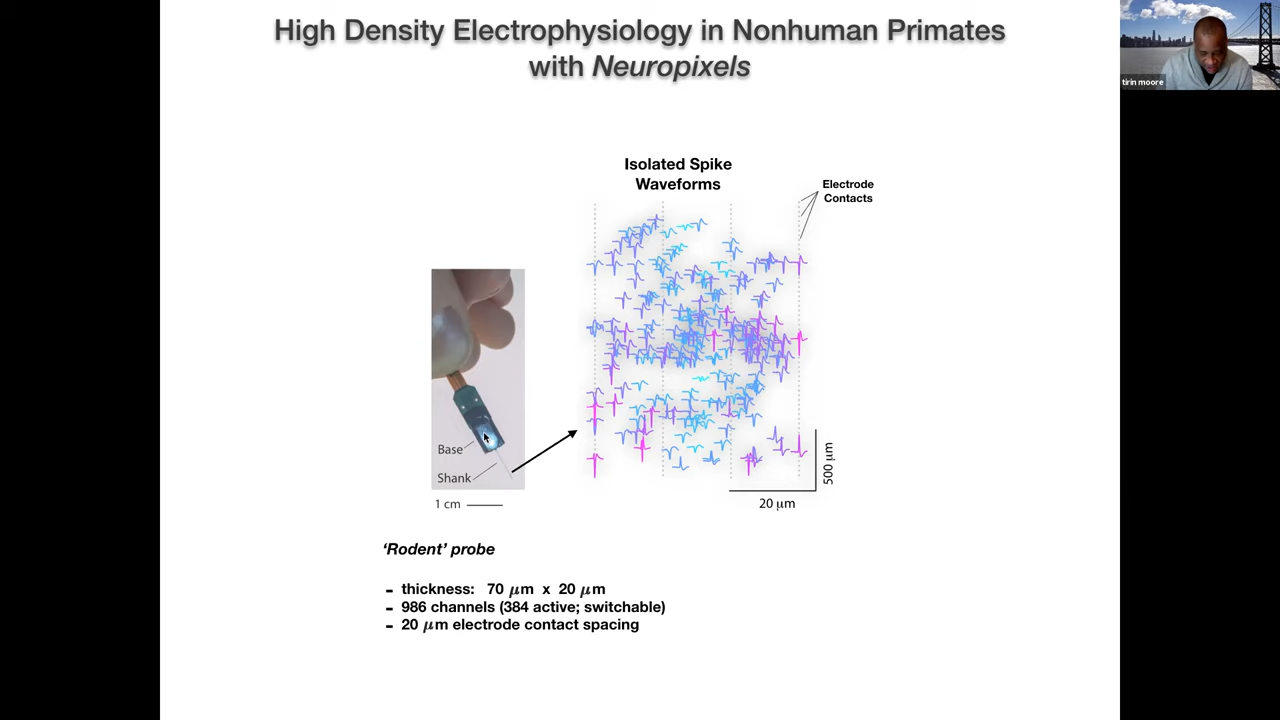 High Density Electrophysiology in Nonhuman Primates
with Neuropixels
tirin moore
Isolated Spike
Waveforms
Electrode
Contacts
Base
Shank
1 cm
500 μm
20 μm
‘Rodent’ probe
- thickness: 70 μm x 20 μm
- 986 channels (384 active; switchable)
- 20 μm electrode contact spacing